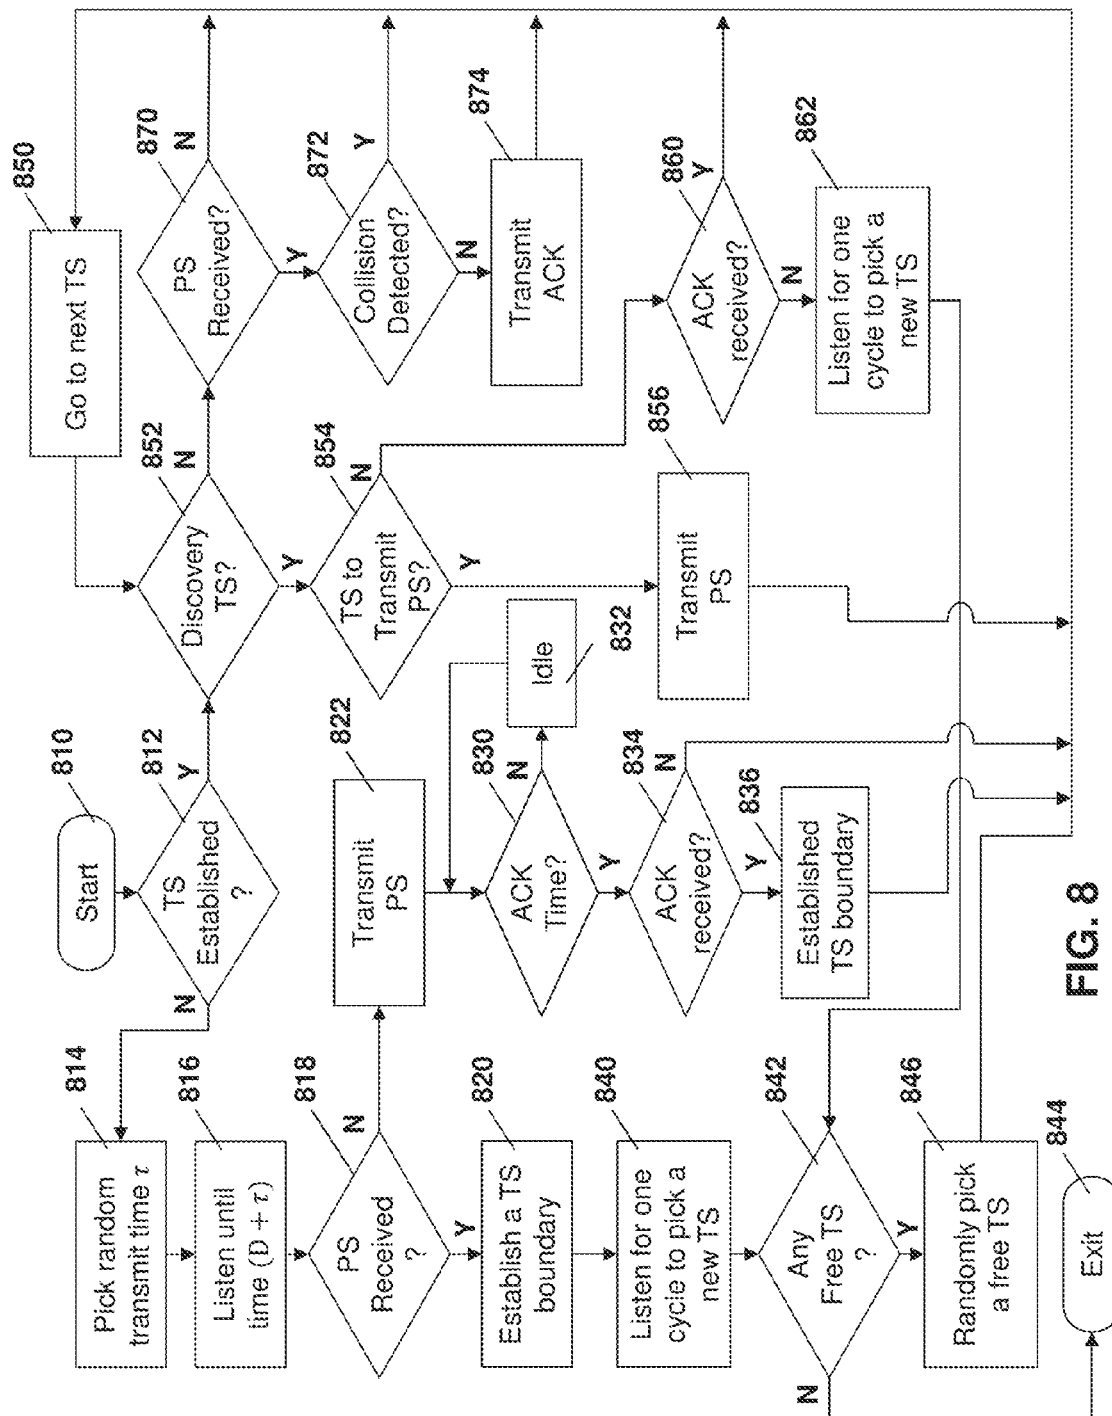 810
Start
812
TS
Established
?
N
Y
814
Pick random
transmit time τ
816
Listen until
time (D + τ)
818
PS
Received
?
N
Y
820
Establish a TS
boundary
840
Listen for one
cycle to pick a
new TS
842
Any
Free TS
?
N
Y
846
Randomly pick
a free TS
844
Exit
822
Transmit
PS
830
ACK
Time?
N
Y
Idle
832
834
ACK
received?
N
Y
836
Established
TS boundary
850
Go to next TS
852
Discovery
TS?
N
Y
854
TS to
Transmit
PS?
N
Y
856
Transmit
PS
870
PS
Received?
N
Y
872
Collision
Detected?
Y
N
874
Transmit
ACK
860
ACK
received?
Y
N
862
Listen for one
cycle to pick a
new TS
FIG. 8